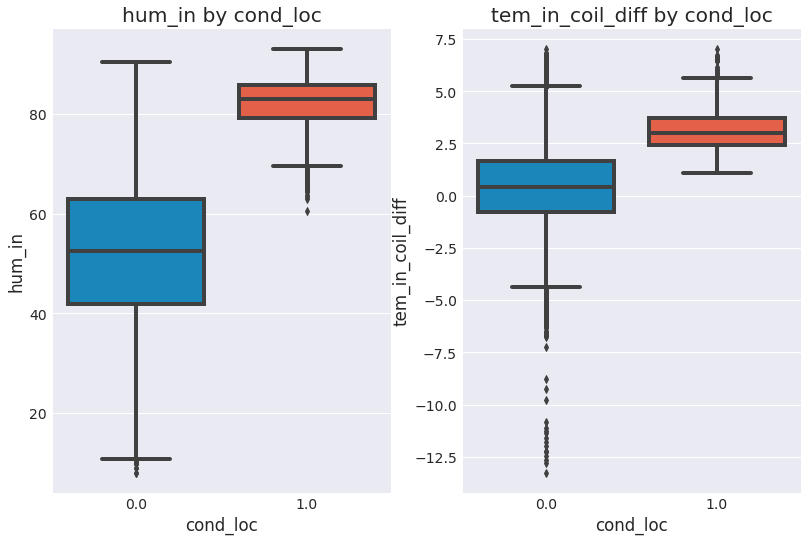 hum_in by cond_loc
hum_in
80
60
40
20
0.0
1.0
cond_loc
tem_in_coil_diff by cond_loc
tem_in_coil_diff
7.5
5.0
2.5
0.0
−2.5
−5.0
−7.5
−10.0
−12.5
0.0
1.0
cond_loc